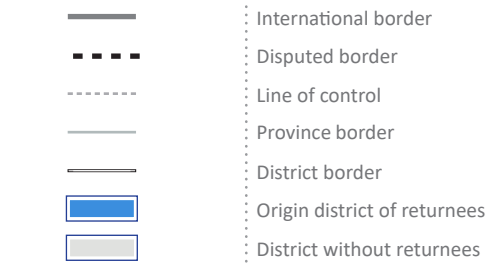 International border
Disputed border
Line of control
Province border
District border
Origin district of returnees
District without returnees